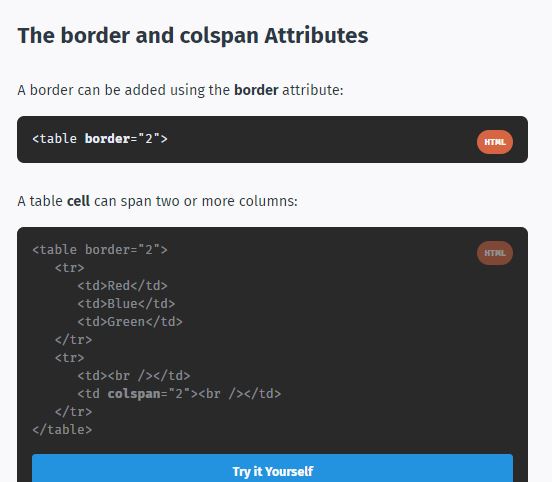 The border and colspan Attributes
A border can be added using the border attribute:
<table border="2">
HTML
A table cell can span two or more columns:
<table border="2">
HTML
<tr>
<td>Red</td>
<td>Blue</td>
<td>Green</td>
</tr>
<tr>
<td><br /></td>
<td colspan="2"><br /></td>
</tr>
</table>
Try it Yourself